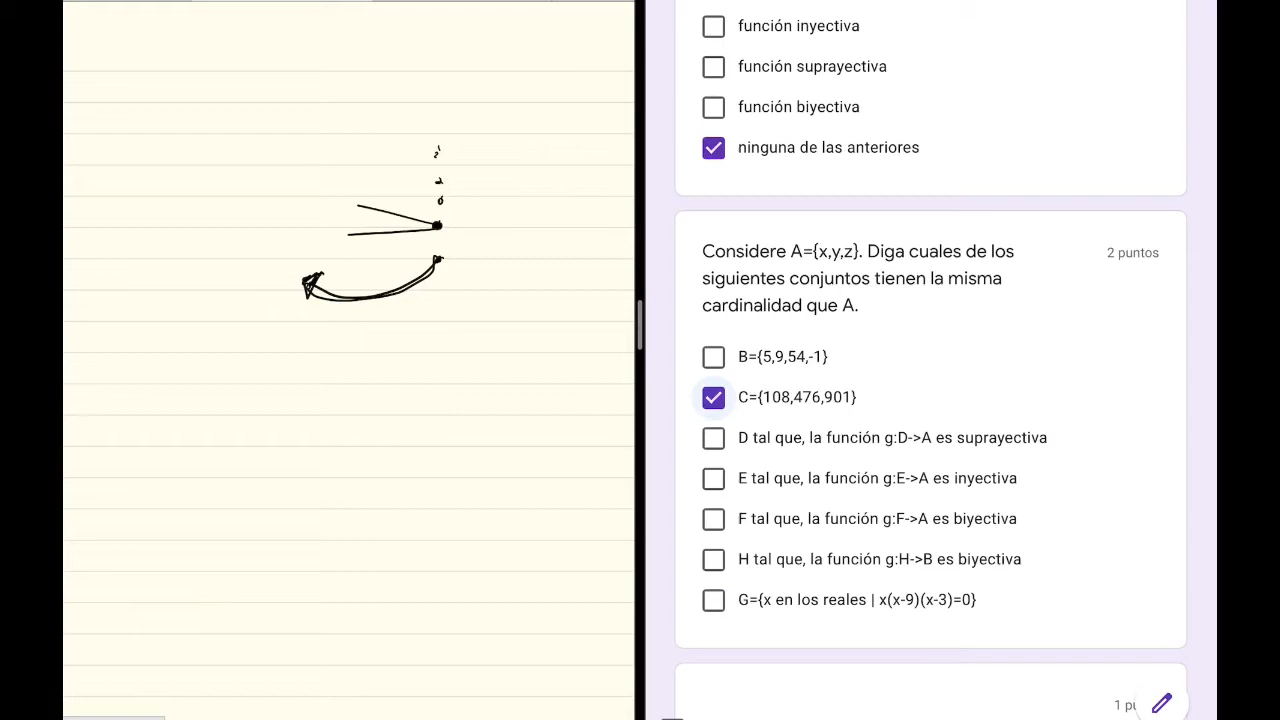 función inyectiva
función suprayectiva
función biyectiva
ninguna de las anteriores
Considere A={x,y,z}. Diga cuales de los
siguientes conjuntos tienen la misma
cardinalidad que A.
2 puntos
B={5,9,54,-1}
C={108,476,901}
D tal que, la función g:D->A es suprayectiva
E tal que, la función g:E->A es inyectiva
F tal que, la función g:F->A es biyectiva
H tal que, la función g:H->B es biyectiva
G={x en los reales | x(x-9)(x-3)=0}